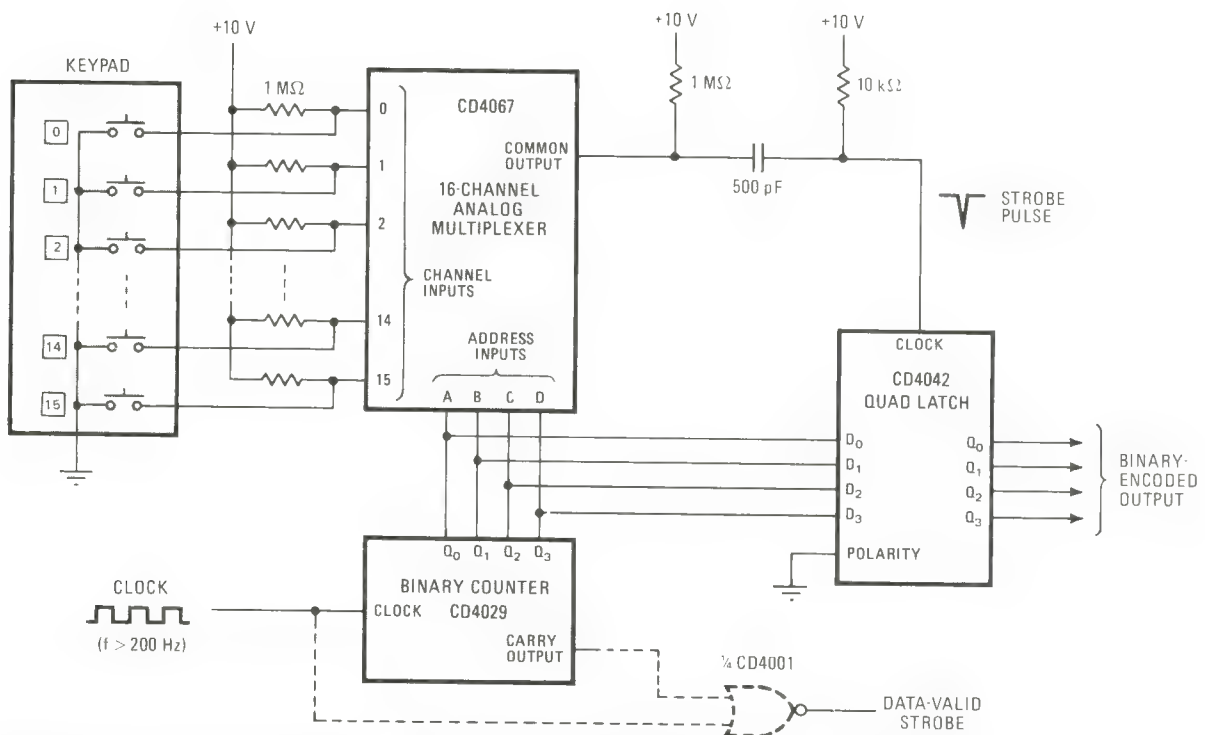 +10 V
+10 V
+10 V
KEYPAD
1 MΩ
1 MΩ
10 kΩ
0
1
2
14
15
0
1
2
14
15
CD4067
COMMON
OUTPUT
16-CHANNEL
ANALOG
MULTIPLEXER
CHANNEL
INPUTS
ADDRESS
INPUTS
A B C D
500 pF
STROBE
PULSE
CLOCK
CD4042
QUAD LATCH
D0
D1
D2
D3
Q0
Q1
Q2
Q3
POLARITY
BINARY-
ENCODED
OUTPUT
Q0 Q1 Q2 Q3
BINARY COUNTER
CD4029
CLOCK
CARRY
OUTPUT
CLOCK
(f > 200 Hz)
¼ CD4001
DATA-VALID
STROBE